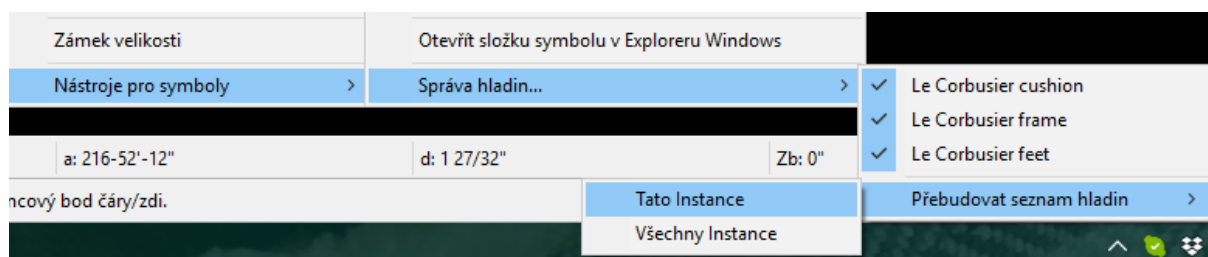 Zámek velikosti
Otevřít složku symbolu v Exploreru Windows
Nástroje pro symboly
Správa hladin...
Le Corbusier cushion
Le Corbusier frame
Le Corbusier feet
a: 216-52'-12"
d: 1 27/32"
Zb: 0"
ncový bod čáry/zdi.
Tato Instance
Přebudovat seznam hladin
Všechny Instance